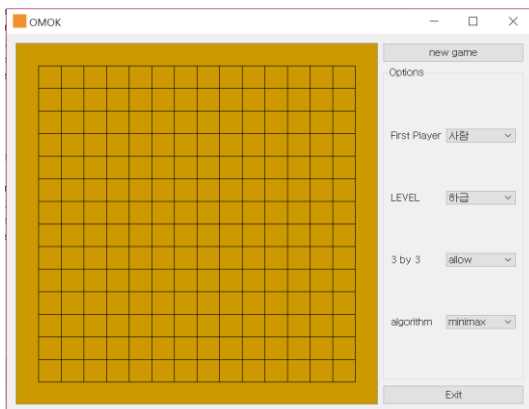 OMOK
new game
Options
First Player 사람
LEVEL 하급
3 by 3 allow
algorithm minimax
Exit